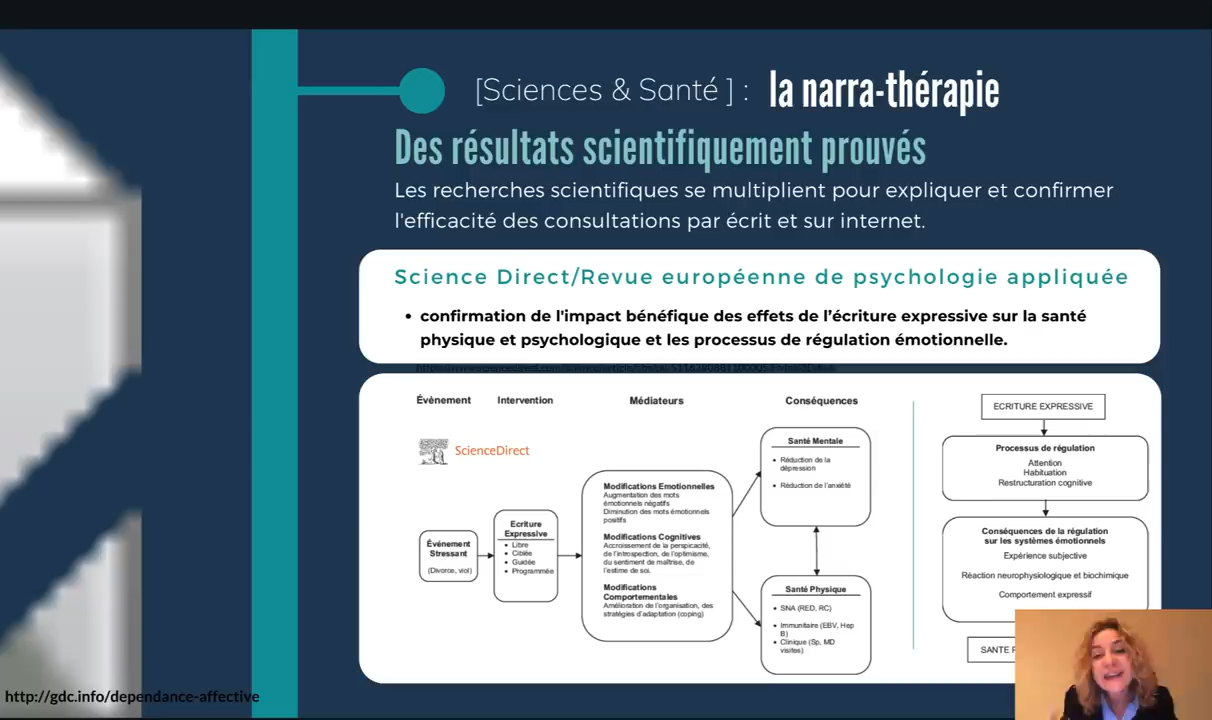 [Sciences & Santé ] : la narra-thérapie
Des résultats scientifiquement prouvés
Les recherches scientifiques se multiplient pour expliquer et confirmer
l'efficacité des consultations par écrit et sur internet.
Science Direct/Revue européenne de psychologie appliquée
• confirmation de l'impact bénéfique des effets de l'écriture expressive sur la santé
physique et psychologique et les processus de régulation émotionnelle.
Évènement
Intervention
Médiateurs
Conséquences
ScienceDirect
Événement
Stressant
(Divorce, viol)
Ecriture
Expressive
• Libre
• Ciblée
• Guidée
• Programmée
Modifications Emotionnelles
Augmentation des mots
émotionnels négatifs
Diminution des mots émotionnels
positifs
Modifications Cognitives
Accroissement de la perspicacité,
de l'introspection, de l'optimisme,
du sentiment de maîtrise, de
l'estime de soi.
Modifications
Comportementales
Amélioration de l'organisation, des
stratégies d'adaptation (coping)
Santé Mentale
• Réduction de la
dépression
• Réduction de l'anxiété
Santé Physique
• SNA (RED, RC)
• Immunitaire (EBV, Hep
B)
• Clinique (Sp, MD
visites)
ECRITURE EXPRESSIVE
Processus de régulation
Attention
Habituation
Restructuration cognitive
Conséquences de la régulation
sur les systèmes émotionnels
Expérience subjective
Réaction neurophysiologique et biochimique
Comportement expressif
SANTE
http://gdc.info/dependance-affective